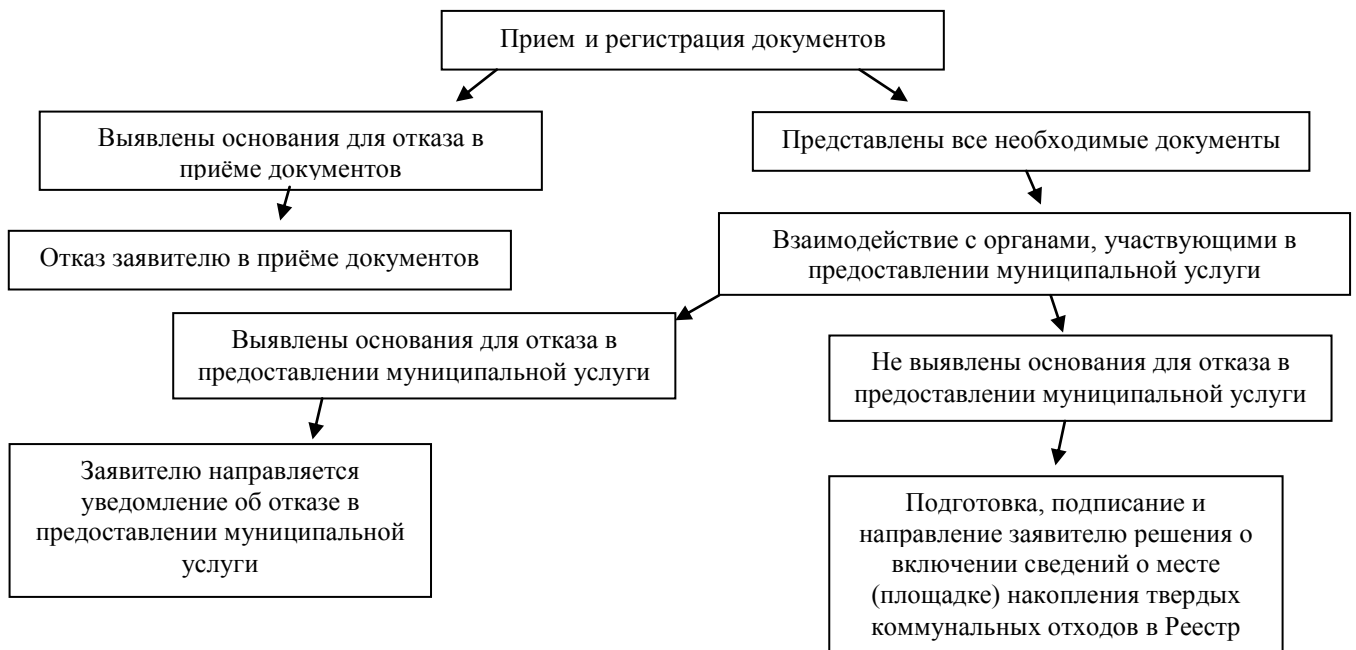 Прием и регистрация документов
Выявлены основания для отказа в
приёме документов
Представлены все необходимые документы
Отказ заявителю в приёме документов
Взаимодействие с органами, участвующими в
предоставлении муниципальной услуги
Выявлены основания для отказа в
предоставлении муниципальной услуги
Не выявлены основания для отказа в
предоставлении муниципальной услуги
Заявителю направляется
уведомление об отказе в
предоставлении муниципальной
услуги
Подготовка, подписание и
направление заявителю решения о
включении сведений о месте
(площадке) накопления твердых
коммунальных отходов в Реестр